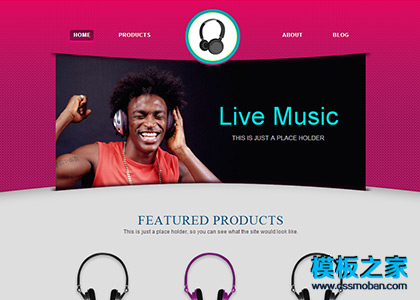 HOME
PRODUCTS
ABOUT
BLOG
Live Music
THIS IS JUST A PLACE HOLDER
FEATURED PRODUCTS
This is just a place holder, so you can see what the site would look like.
模板之家
www.cssmoban.com